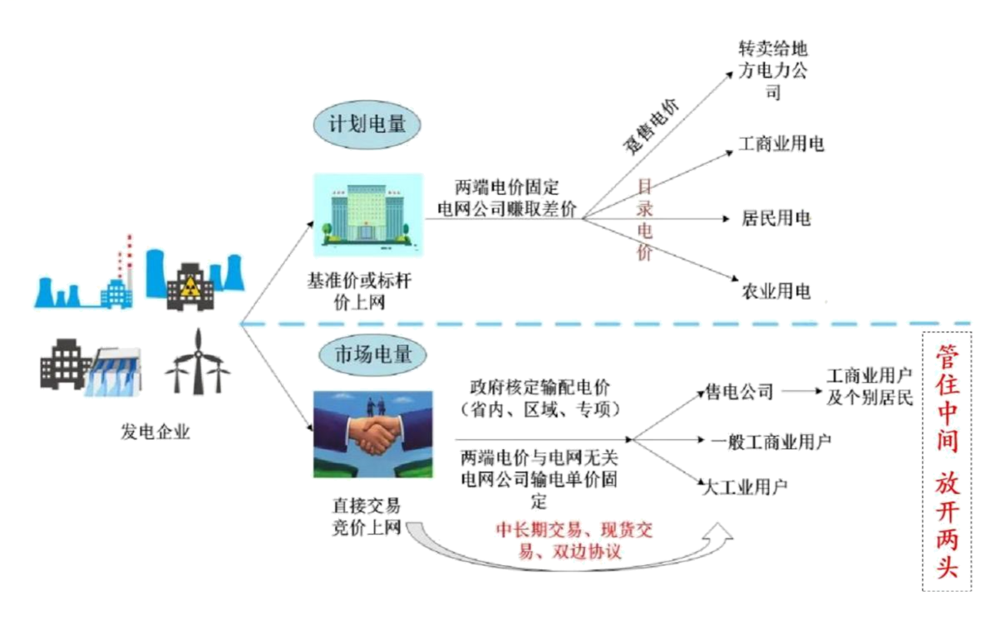 转卖给地
方电力公
司
计划电量
趸售电价
工商业用电
两端电价固定
电网公司赚取差价
目
录
电
价
居民用电
基准价或标杆
价上网
农业用电
市场电量
发电企业
政府核定输配电价
（省内、区域、专项）
售电公司
工商业用户
及个别居民
一般工商业用户
两端电价与电网无关
电网公司输电单价固
定
大工业用户
直接交易
竞价上网
中长期交易、现货交
易、双边协议
管
住
中
间
放
开
两
头